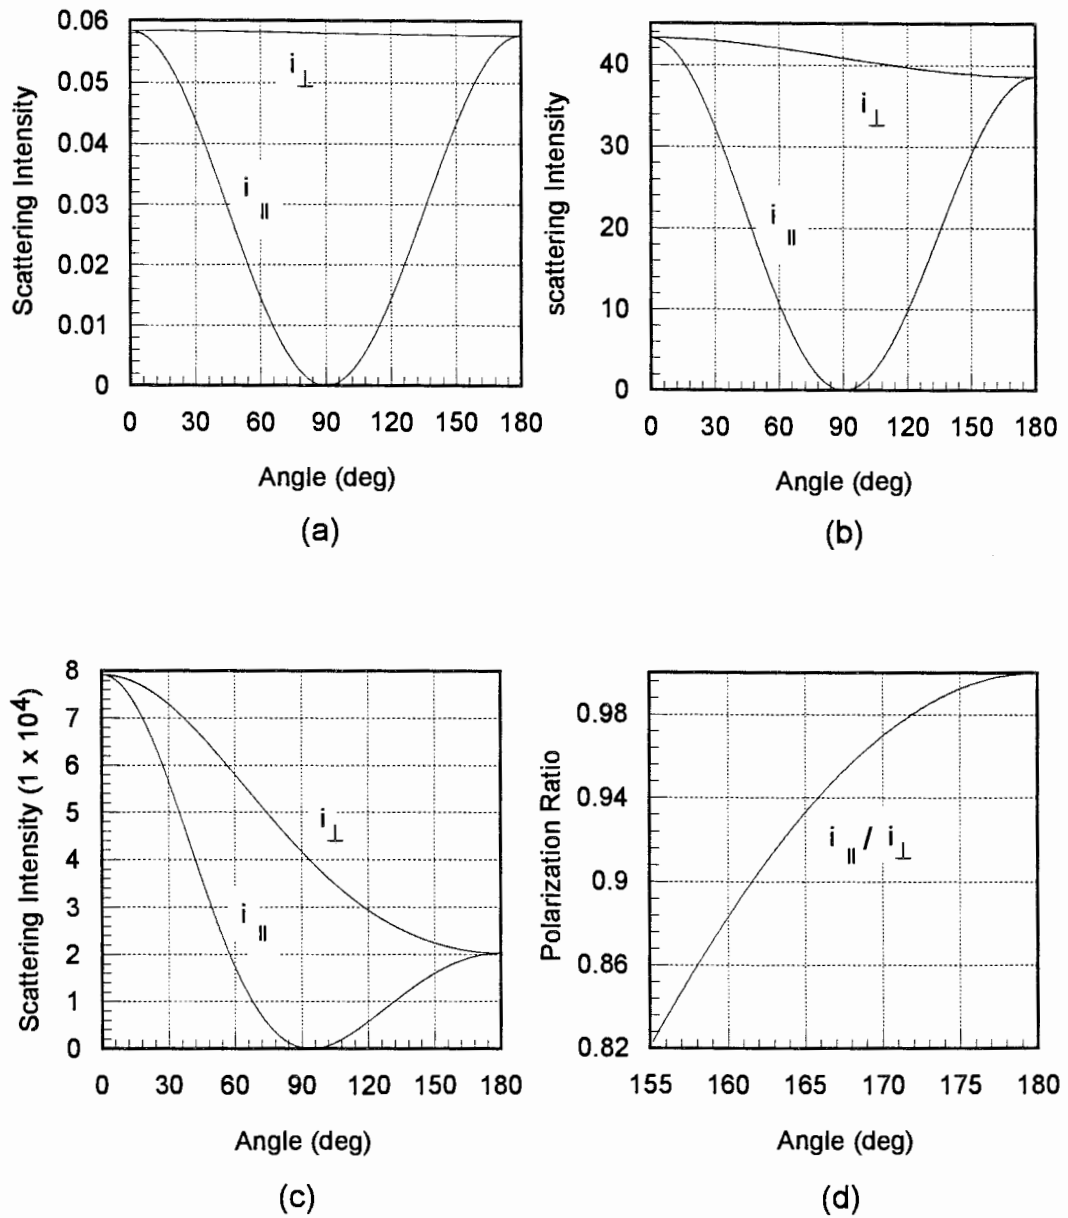 0.06
0.05
0.04
0.03
0.02
0.01
0
Scattering Intensity
i⊥
i∥
0 30 60 90 120 150 180
Angle (deg)
(a)
40
30
20
10
0
scattering Intensity
i⊥
i∥
0 30 60 90 120 150 180
Angle (deg)
(b)
8
7
6
5
4
3
2
1
0
Scattering Intensity (1 x 10⁴)
i⊥
i∥
0 30 60 90 120 150 180
Angle (deg)
(c)
0.98
0.94
0.9
0.86
0.82
Polarization Ratio
i∥/ i⊥
155 160 165 170 175 180
Angle (deg)
(d)